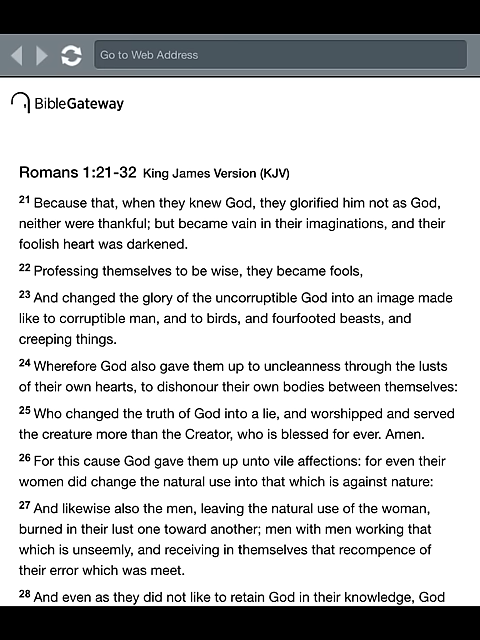 Go to Web Address
BibleGateway
Romans 1:21-32 King James Version (KJV)
21 Because that, when they knew God, they glorified him not as God,
neither were thankful; but became vain in their imaginations, and their
foolish heart was darkened.
22 Professing themselves to be wise, they became fools,
23 And changed the glory of the uncorruptible God into an image made
like to corruptible man, and to birds, and fourfooted beasts, and
creeping things.
24 Wherefore God also gave them up to uncleanness through the lusts
of their own hearts, to dishonour their own bodies between themselves:
25 Who changed the truth of God into a lie, and worshipped and served
the creature more than the Creator, who is blessed for ever. Amen.
26 For this cause God gave them up unto vile affections: for even their
women did change the natural use into that which is against nature:
27 And likewise also the men, leaving the natural use of the woman,
burned in their lust one toward another; men with men working that
which is unseemly, and receiving in themselves that recompence of
their error which was meet.
28 And even as they did not like to retain God in their knowledge, God